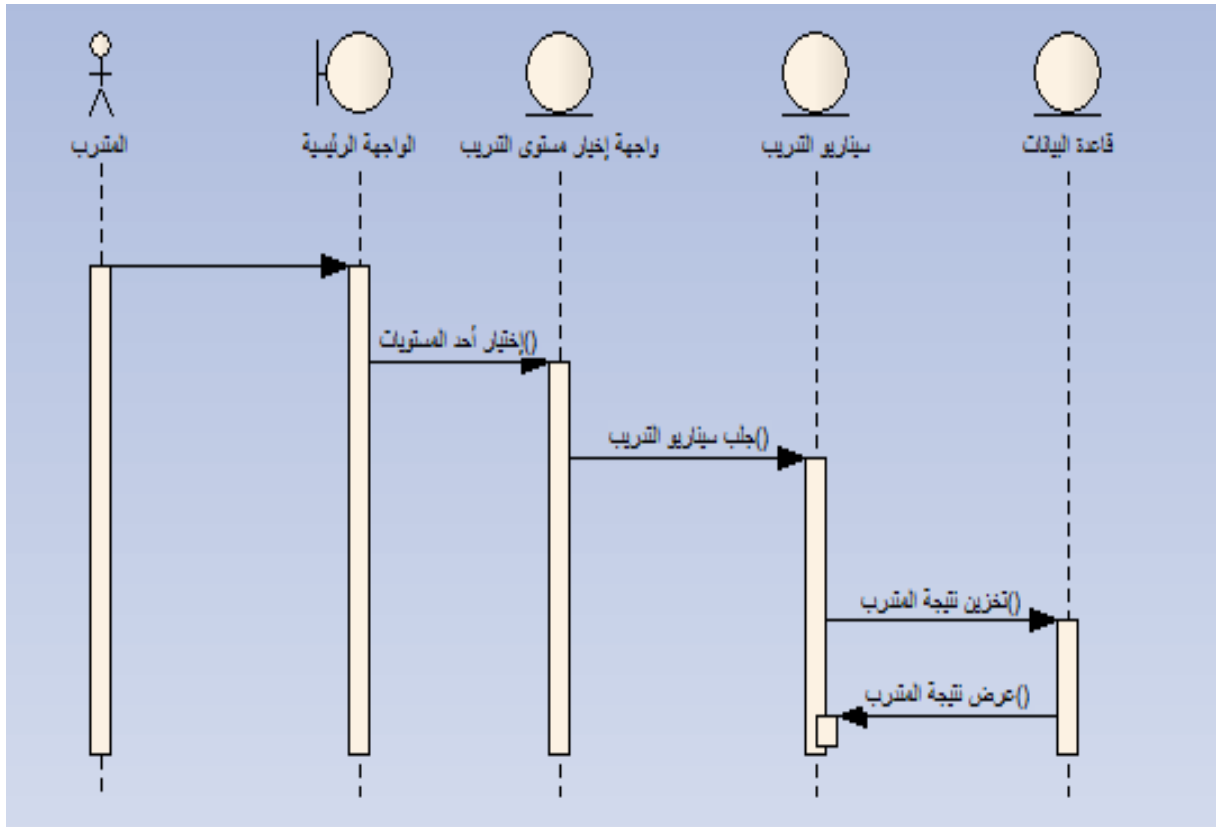 المتدرب
الواجهة الرئيسية
واجهة إخيار مستوى التدريب
سيناريو التدريب
قاعدة البيانات
إختيار أحد المستويات()
جلب سيناريو التدريب()
تخزين نتيجة المتدرب()
عرض نتيجة المتدرب()